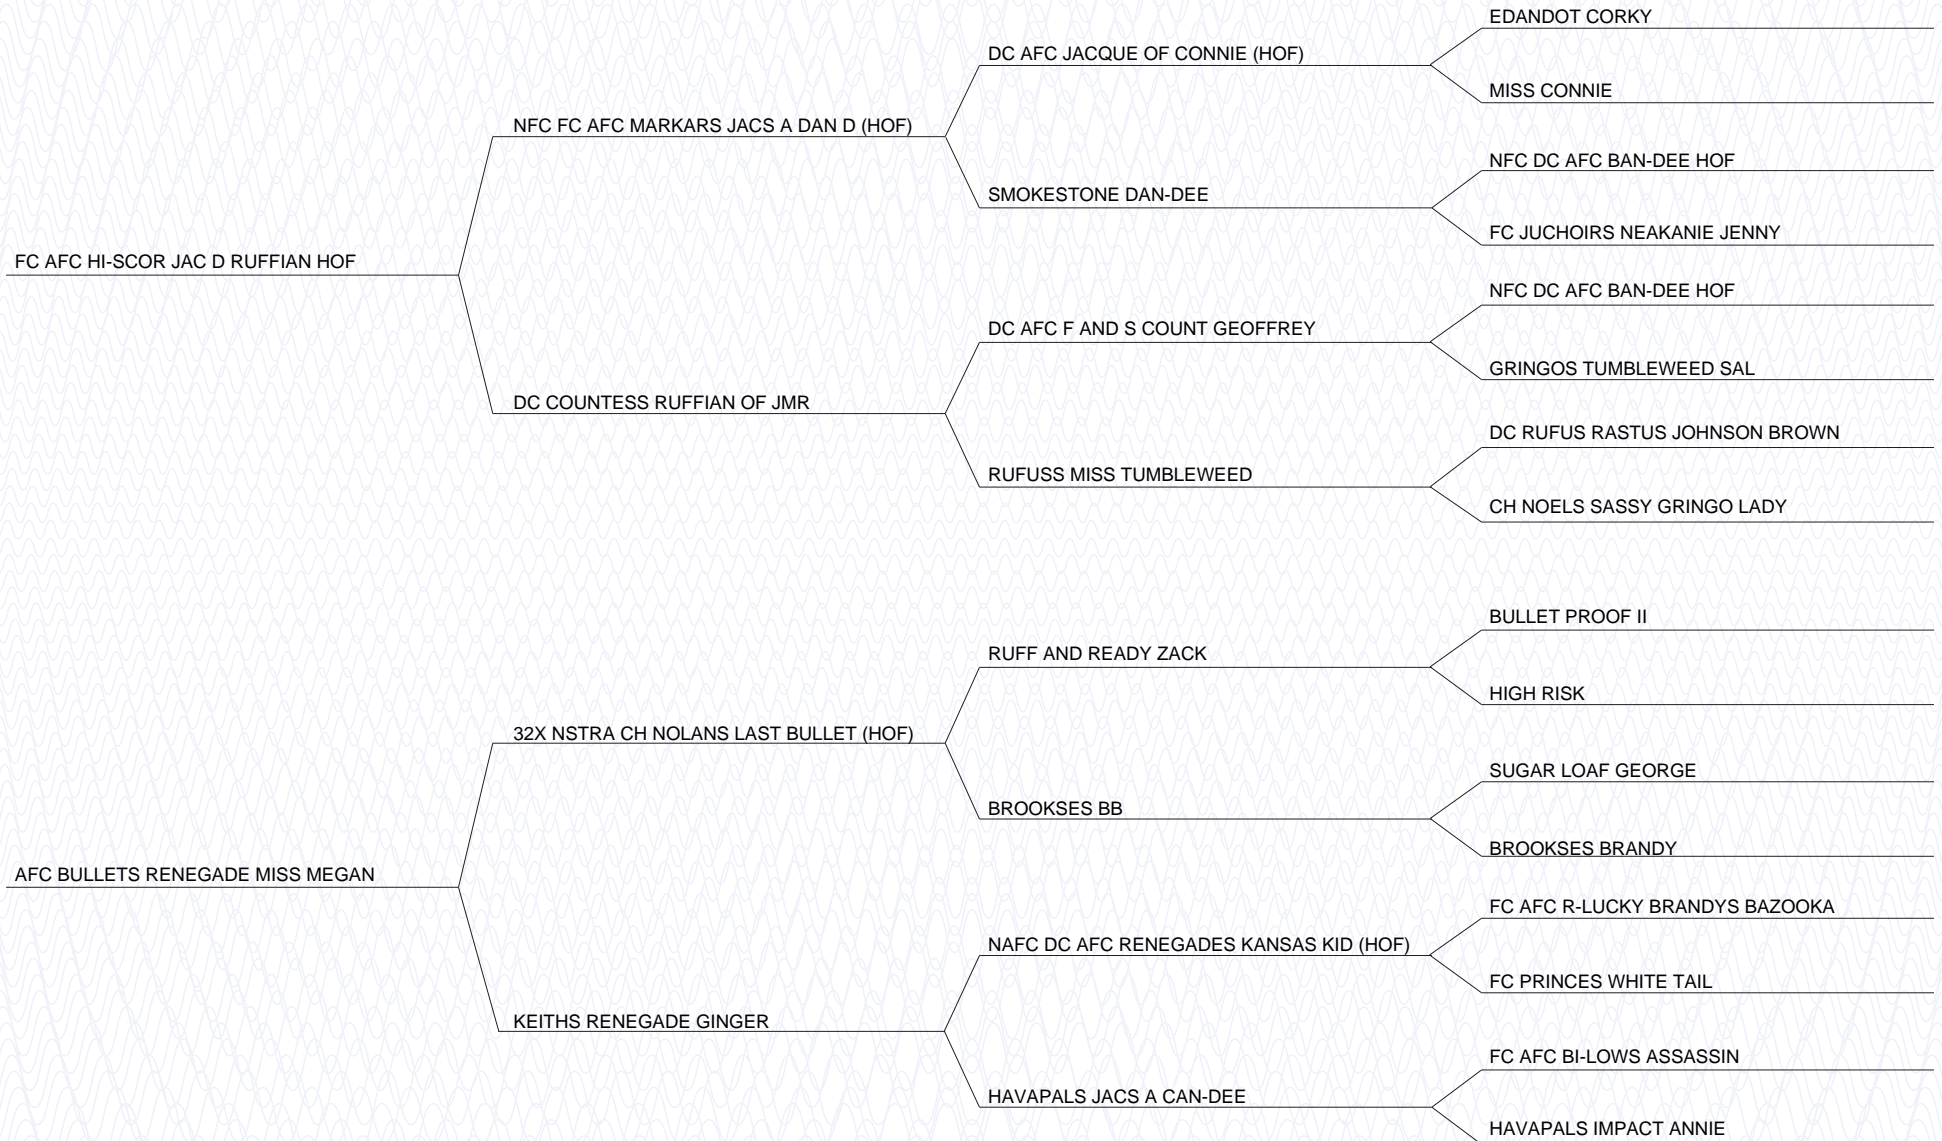 EDANDOT CORKY
DC AFC JACQUE OF CONNIE (HOF)
MISS CONNIE
NFC FC AFC MARKARS JACS A DAN D (HOF)
NFC DC AFC BAN-DEE HOF
SMOKESTONE DAN-DEE
FC JUCHOIRS NEAKANIE JENNY
FC AFC HI-SCOR JAC D RUFFIAN HOF
NFC DC AFC BAN-DEE HOF
DC AFC F AND S COUNT GEOFFREY
GRINGOS TUMBLEWEED SAL
DC COUNTESS RUFFIAN OF JMR
DC RUFUS RASTUS JOHNSON BROWN
RUFUSS MISS TUMBLEWEED
CH NOELS SASSY GRINGO LADY
BULLET PROOF II
RUFF AND READY ZACK
HIGH RISK
32X NSTRA CH NOLANS LAST BULLET (HOF)
SUGAR LOAF GEORGE
BROOKSES BB
BROOKSES BRANDY
AFC BULLETS RENEGADE MISS MEGAN
FC AFC R-LUCKY BRANDYS BAZOOKA
NAFC DC AFC RENEGADES KANSAS KID (HOF)
FC PRINCES WHITE TAIL
KEITHS RENEGADE GINGER
FC AFC BI-LOWS ASSASSIN
HAVAPALS JACS A CAN-DEE
HAVAPALS IMPACT ANNIE